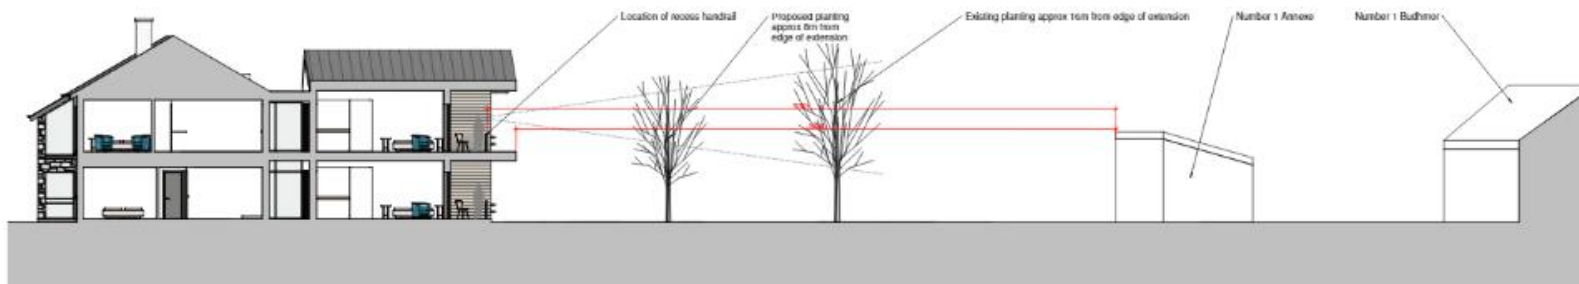 Location of recess handrail
Proposed planting
approx 8m from
edge of extension
Existing planting approx 16m from edge of extension
Number 1 Annexe
Number 1 Budhmor